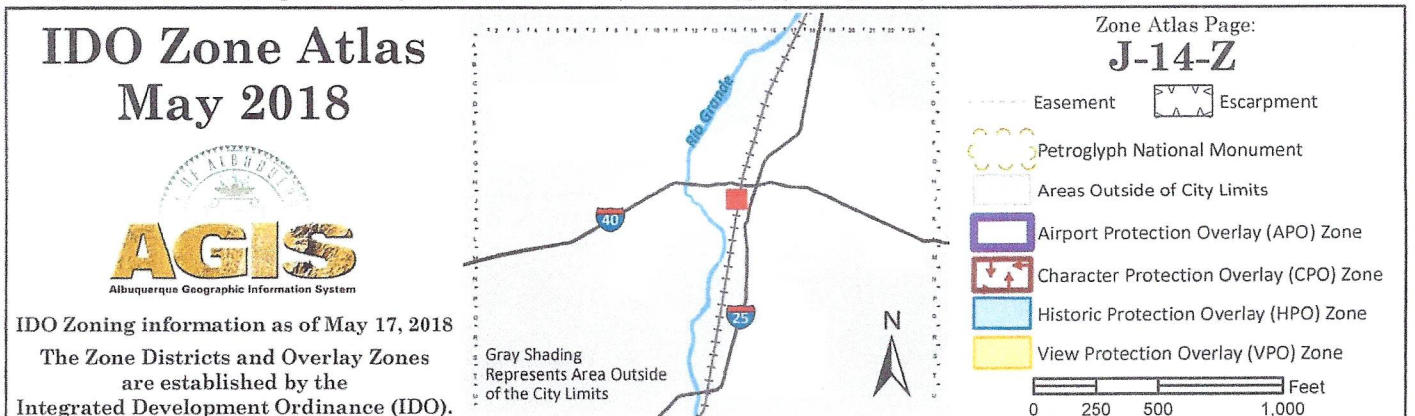 IDO Zone Atlas
May 2018
OF ALBUQUE
AGIS
Albuquerque Geographic Information System
IDO Zoning information as of May 17, 2018
The Zone Districts and Overlay Zones
are established by the
Integrated Development Ordinance (IDO).
Rio Grande
40
25
N
Gray Shading
Represents Area Outside
of the City Limits
Zone Atlas Page:
J-14-Z
Easement
Escarpment
Petroglyph National Monument
Areas Outside of City Limits
Airport Protection Overlay (APO) Zone
Character Protection Overlay (CPO) Zone
Historic Protection Overlay (HPO) Zone
View Protection Overlay (VPO) Zone
Feet
0 250 500 1,000